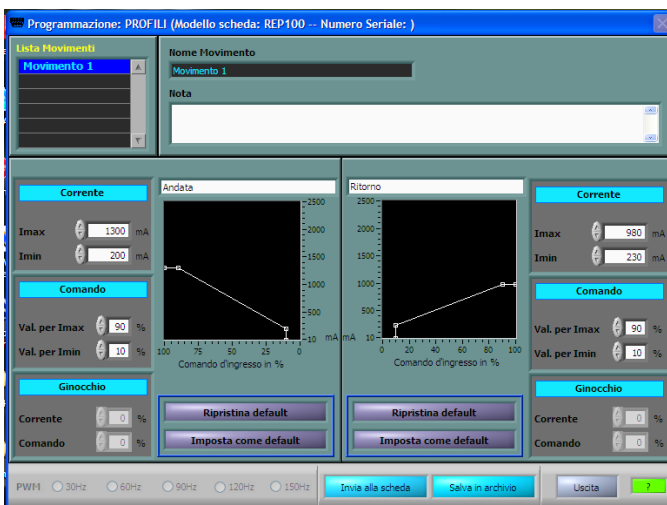 Programmazione: PROFILI (Modello scheda: REP100 -- Numero Seriale: )
Lista Movimenti
Movimento 1
Nome Movimento
Movimento 1
Nota
Corrente
Imax 1300 mA
Imin 200 mA
Comando
Val. per Imax 90 %
Val. per Imin 10 %
Ginocchio
Corrente 0 %
Comando 0 %
Andata
2500
2000
1500
1000
500
10 mA
100 75 50 25 0
Comando d'ingresso in %
Ripristina default
Imposta come default
Ritorno
2500
2000
1500
1000
500
mA 10
0 20 40 60 80 100
Comando d'ingresso in %
Ripristina default
Imposta come default
Corrente
Imax 980 mA
Imin 230 mA
Comando
Val. per Imax 90 %
Val. per Imin 10 %
Ginocchio
Corrente 0 %
Comando 0 %
PWM 30Hz 60Hz 90Hz 120Hz 150Hz
Invia alla scheda Salva in archivio Uscita ?